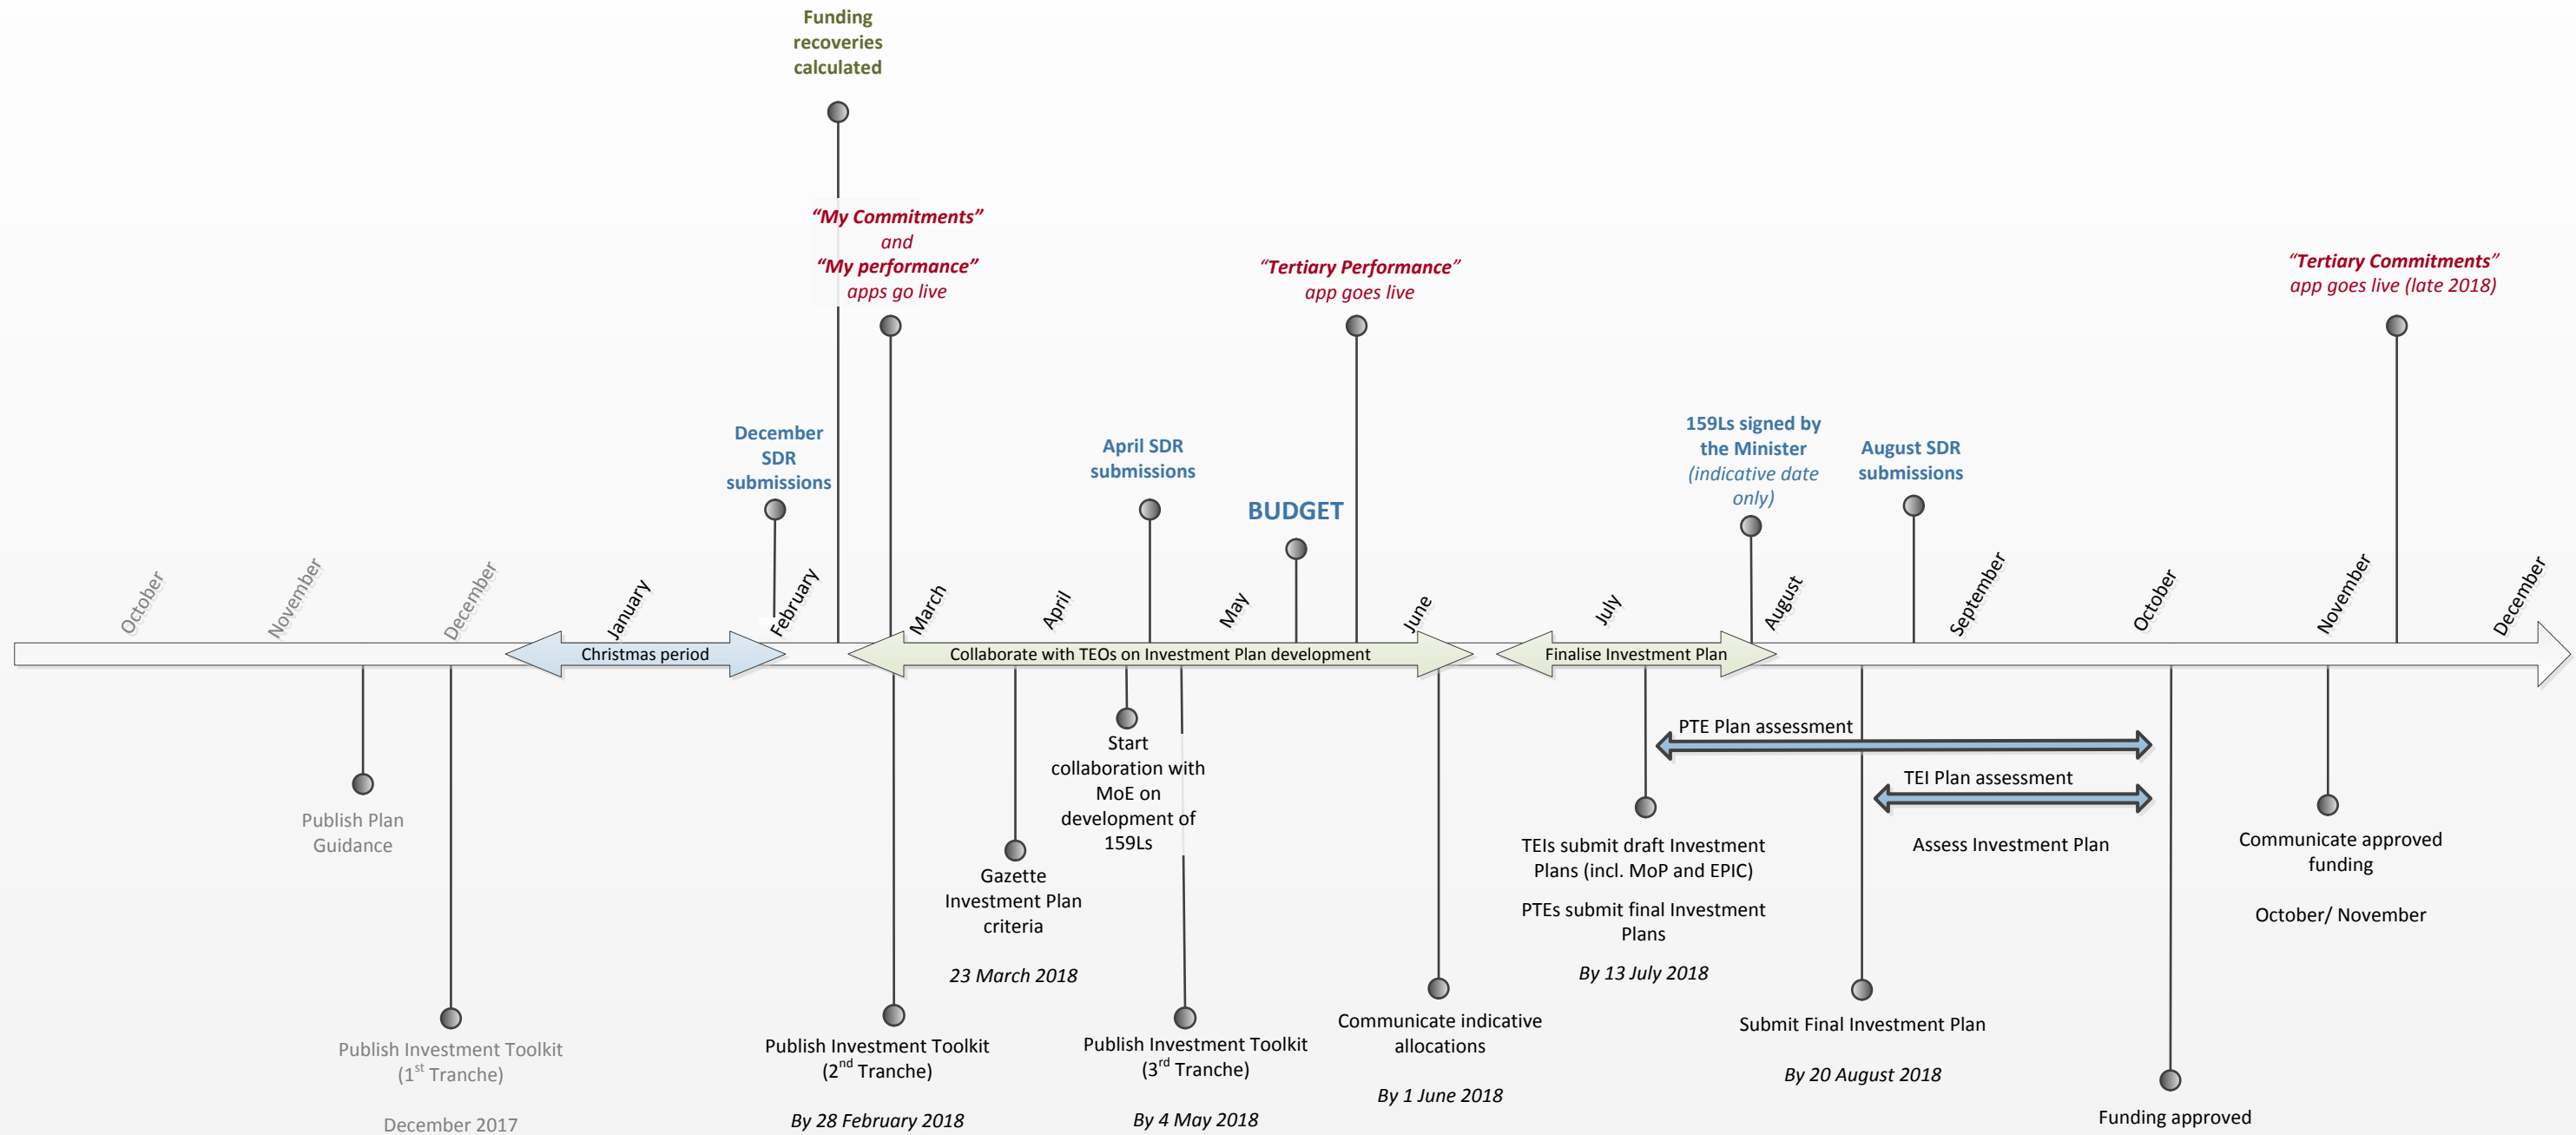 Funding
recoveries
calculated
“My Commitments”
and
“My performance”
apps go live
“Tertiary Performance”
app goes live
“Tertiary Commitments”
app goes live (late 2018)
December
SDR
submissions
April SDR
submissions
BUDGET
159Ls signed by
the Minister
(indicative date
only)
August SDR
submissions
October
November
December
January
February
March
April
May
June
July
August
September
October
November
December
Christmas period
Collaborate with TEOs on Investment Plan development
Finalise Investment Plan
Publish Plan
Guidance
Publish Investment Toolkit
(1st Tranche)
December 2017
Publish Investment Toolkit
(2nd Tranche)
By 28 February 2018
Gazette
Investment Plan
criteria
23 March 2018
Start
collaboration with
MoE on
development of
159Ls
Publish Investment Toolkit
(3rd Tranche)
By 4 May 2018
Communicate indicative
allocations
By 1 June 2018
TEIs submit draft Investment
Plans (incl. MoP and EPIC)
PTEs submit final Investment
Plans
By 13 July 2018
PTE Plan assessment
TEI Plan assessment
Assess Investment Plan
Submit Final Investment Plan
By 20 August 2018
Funding approved
Communicate approved
funding
October/ November